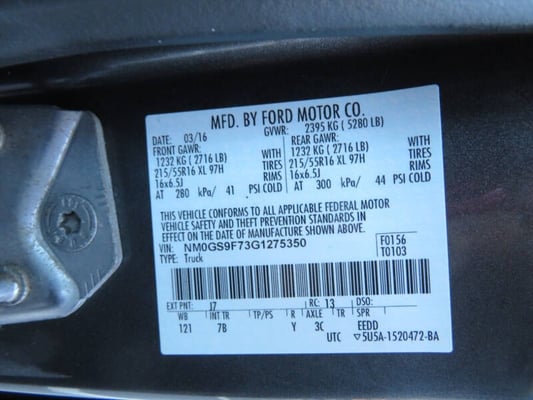 MFD. BY FORD MOTOR CO.
DATE: 03/16 GVWR: 2395 KG ( 5280 LB)
FRONT GAWR: REAR GAWR:
1232 KG ( 2716 LB) WITH 1232 KG ( 2716 LB) WITH
215/55R16 XL 97H TIRES 215/55R16 XL 97H TIRES
16x6.5J RIMS 16x6.5J RIMS
AT 280 kPa/ 41 PSI COLD AT 300 kPa/ 44 PSI COLD
THIS VEHICLE CONFORMS TO ALL APPLICABLE FEDERAL MOTOR
VEHICLE SAFETY AND THEFT PREVENTION STANDARDS IN
EFFECT ON THE DATE OF MANUFACTURE SHOWN ABOVE.
VIN: NM0GS9F73G1275350 F0156
TYPE: Truck T0103
EXT PNT: J7 RC: 13 DSO:
WB INT TR TP/PS R AXLE TR SPR
121 7B Y 3C EEDD
UTC ▽5U5A-1520472-BA